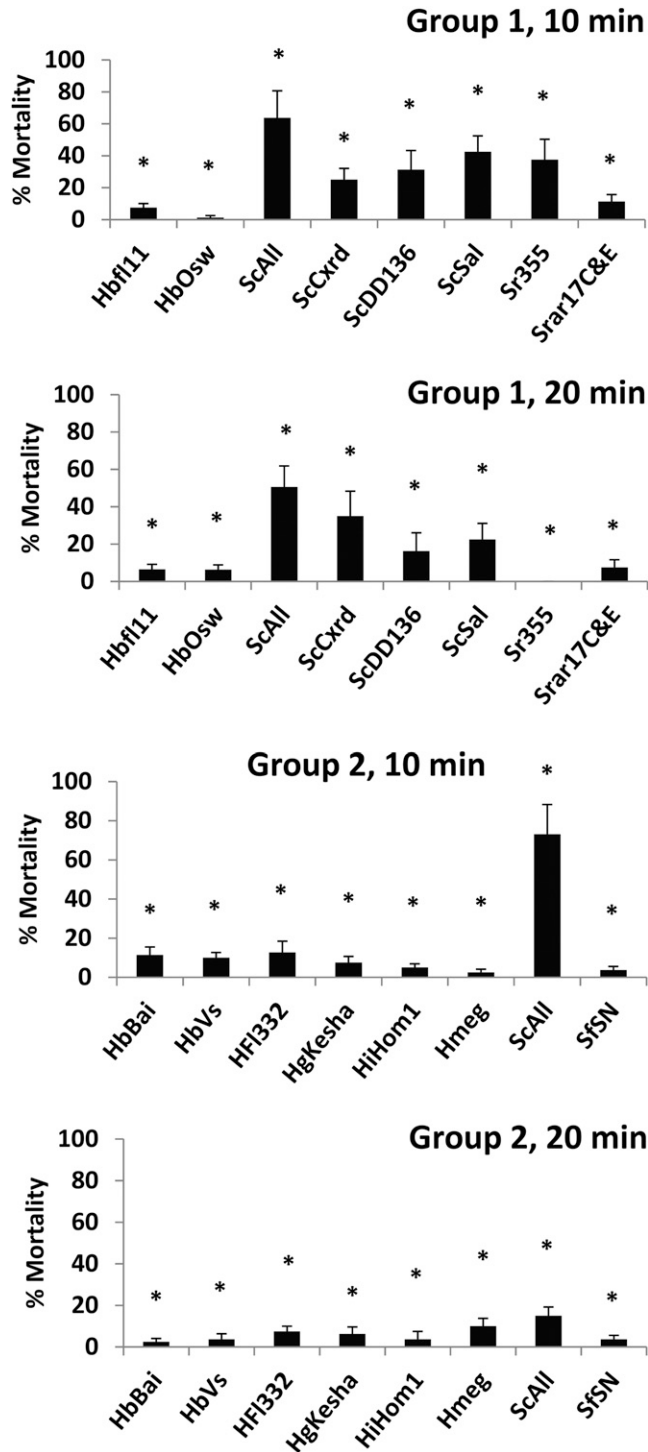 Group 1, 10 min
% Mortality
100
80
60
40
20
0
* * * * * * * *
Hbfl11 HbOsw ScAll ScCxrd ScDD136 ScSal Sr355 Srar17C&E
Group 1, 20 min
% Mortality
100
80
60
40
20
0
* * * * * * * *
Hbfl11 HbOsw ScAll ScCxrd ScDD136 ScSal Sr355 Srar17C&E
Group 2, 10 min
% Mortality
100
80
60
40
20
0
* * * * * * * *
HbBai HbVs HFl332 HgKesha HiHom1 Hmeg ScAll SfSN
Group 2, 20 min
% Mortality
100
80
60
40
20
0
* * * * * * * *
HbBai HbVs HFl332 HgKesha HiHom1 Hmeg ScAll SfSN